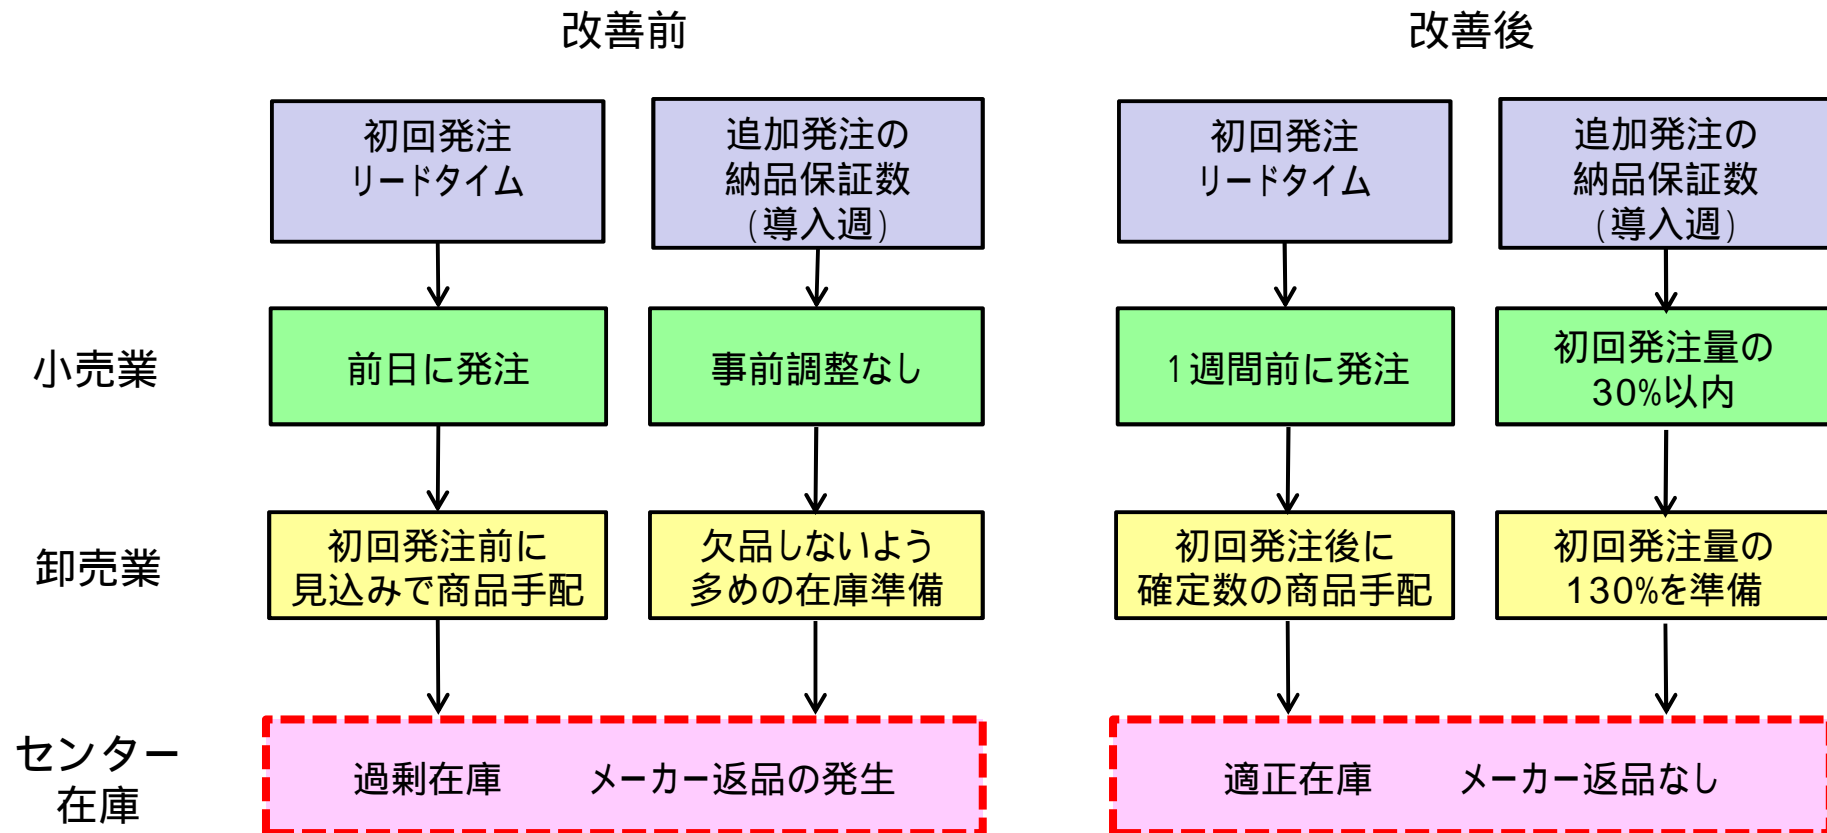 改善前
改善後
初回発注
リードタイム
追加発注の
納品保証数
(導入週)
初回発注
リードタイム
追加発注の
納品保証数
(導入週)
小売業
前日に発注
事前調整なし
1週間前に発注
初回発注量の
30%以内
卸売業
初回発注前に
見込みで商品手配
欠品しないよう
多めの在庫準備
初回発注後に
確定数の商品手配
初回発注量の
130%を準備
センター
在庫
過剰在庫 メーカー返品の発生
適正在庫 メーカー返品なし